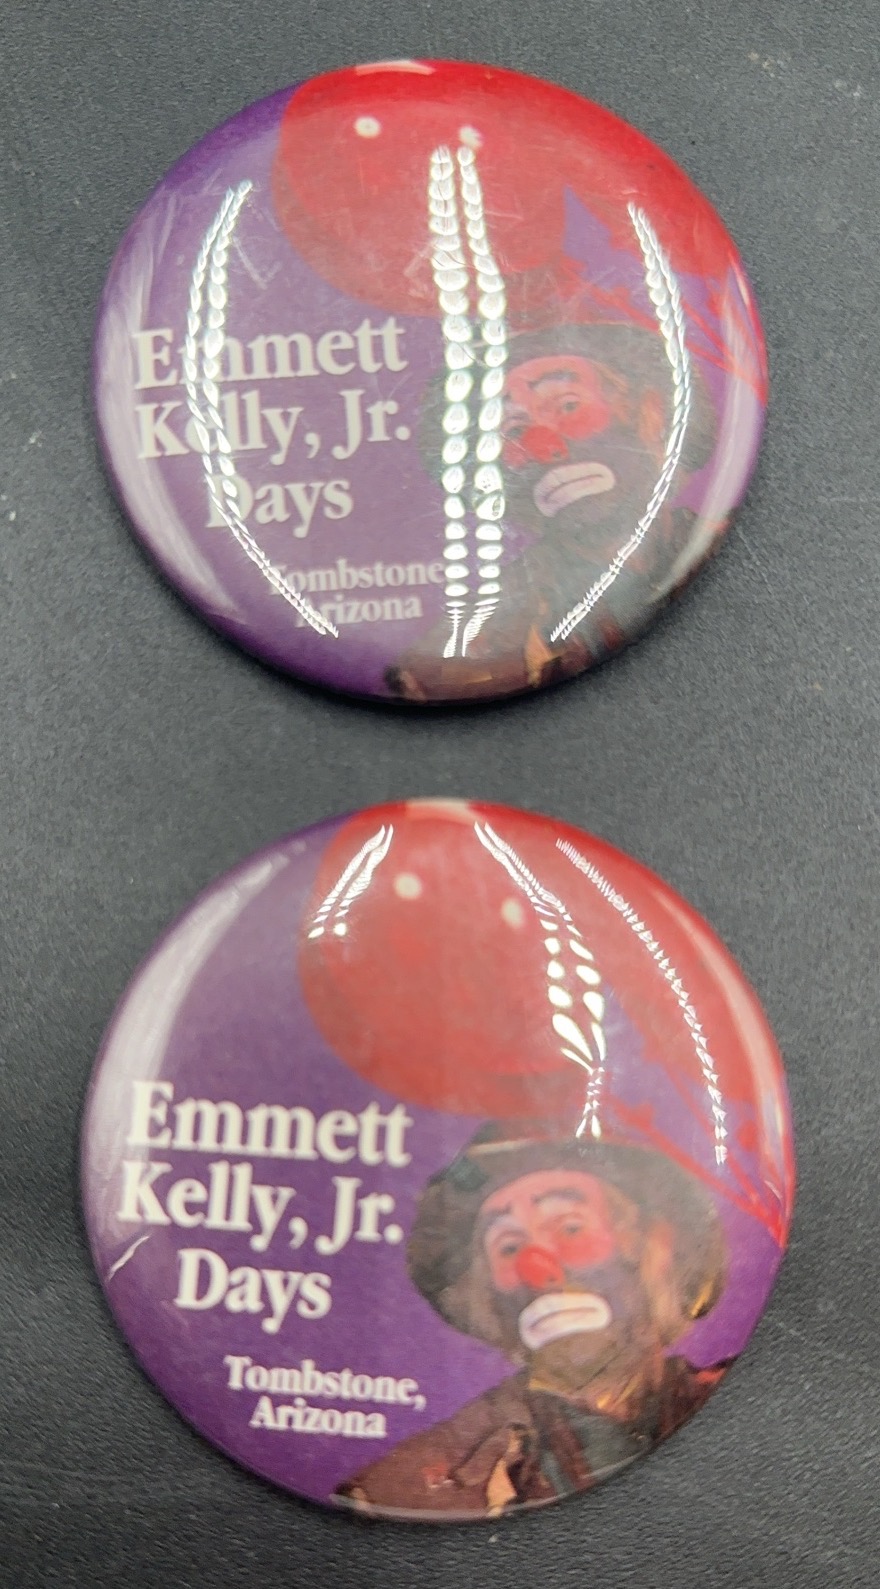 Emmett
Kelly, Jr.
Days
Tombstone,
Arizona
Emmett
Kelly, Jr.
Days
Tombstone,
Arizona